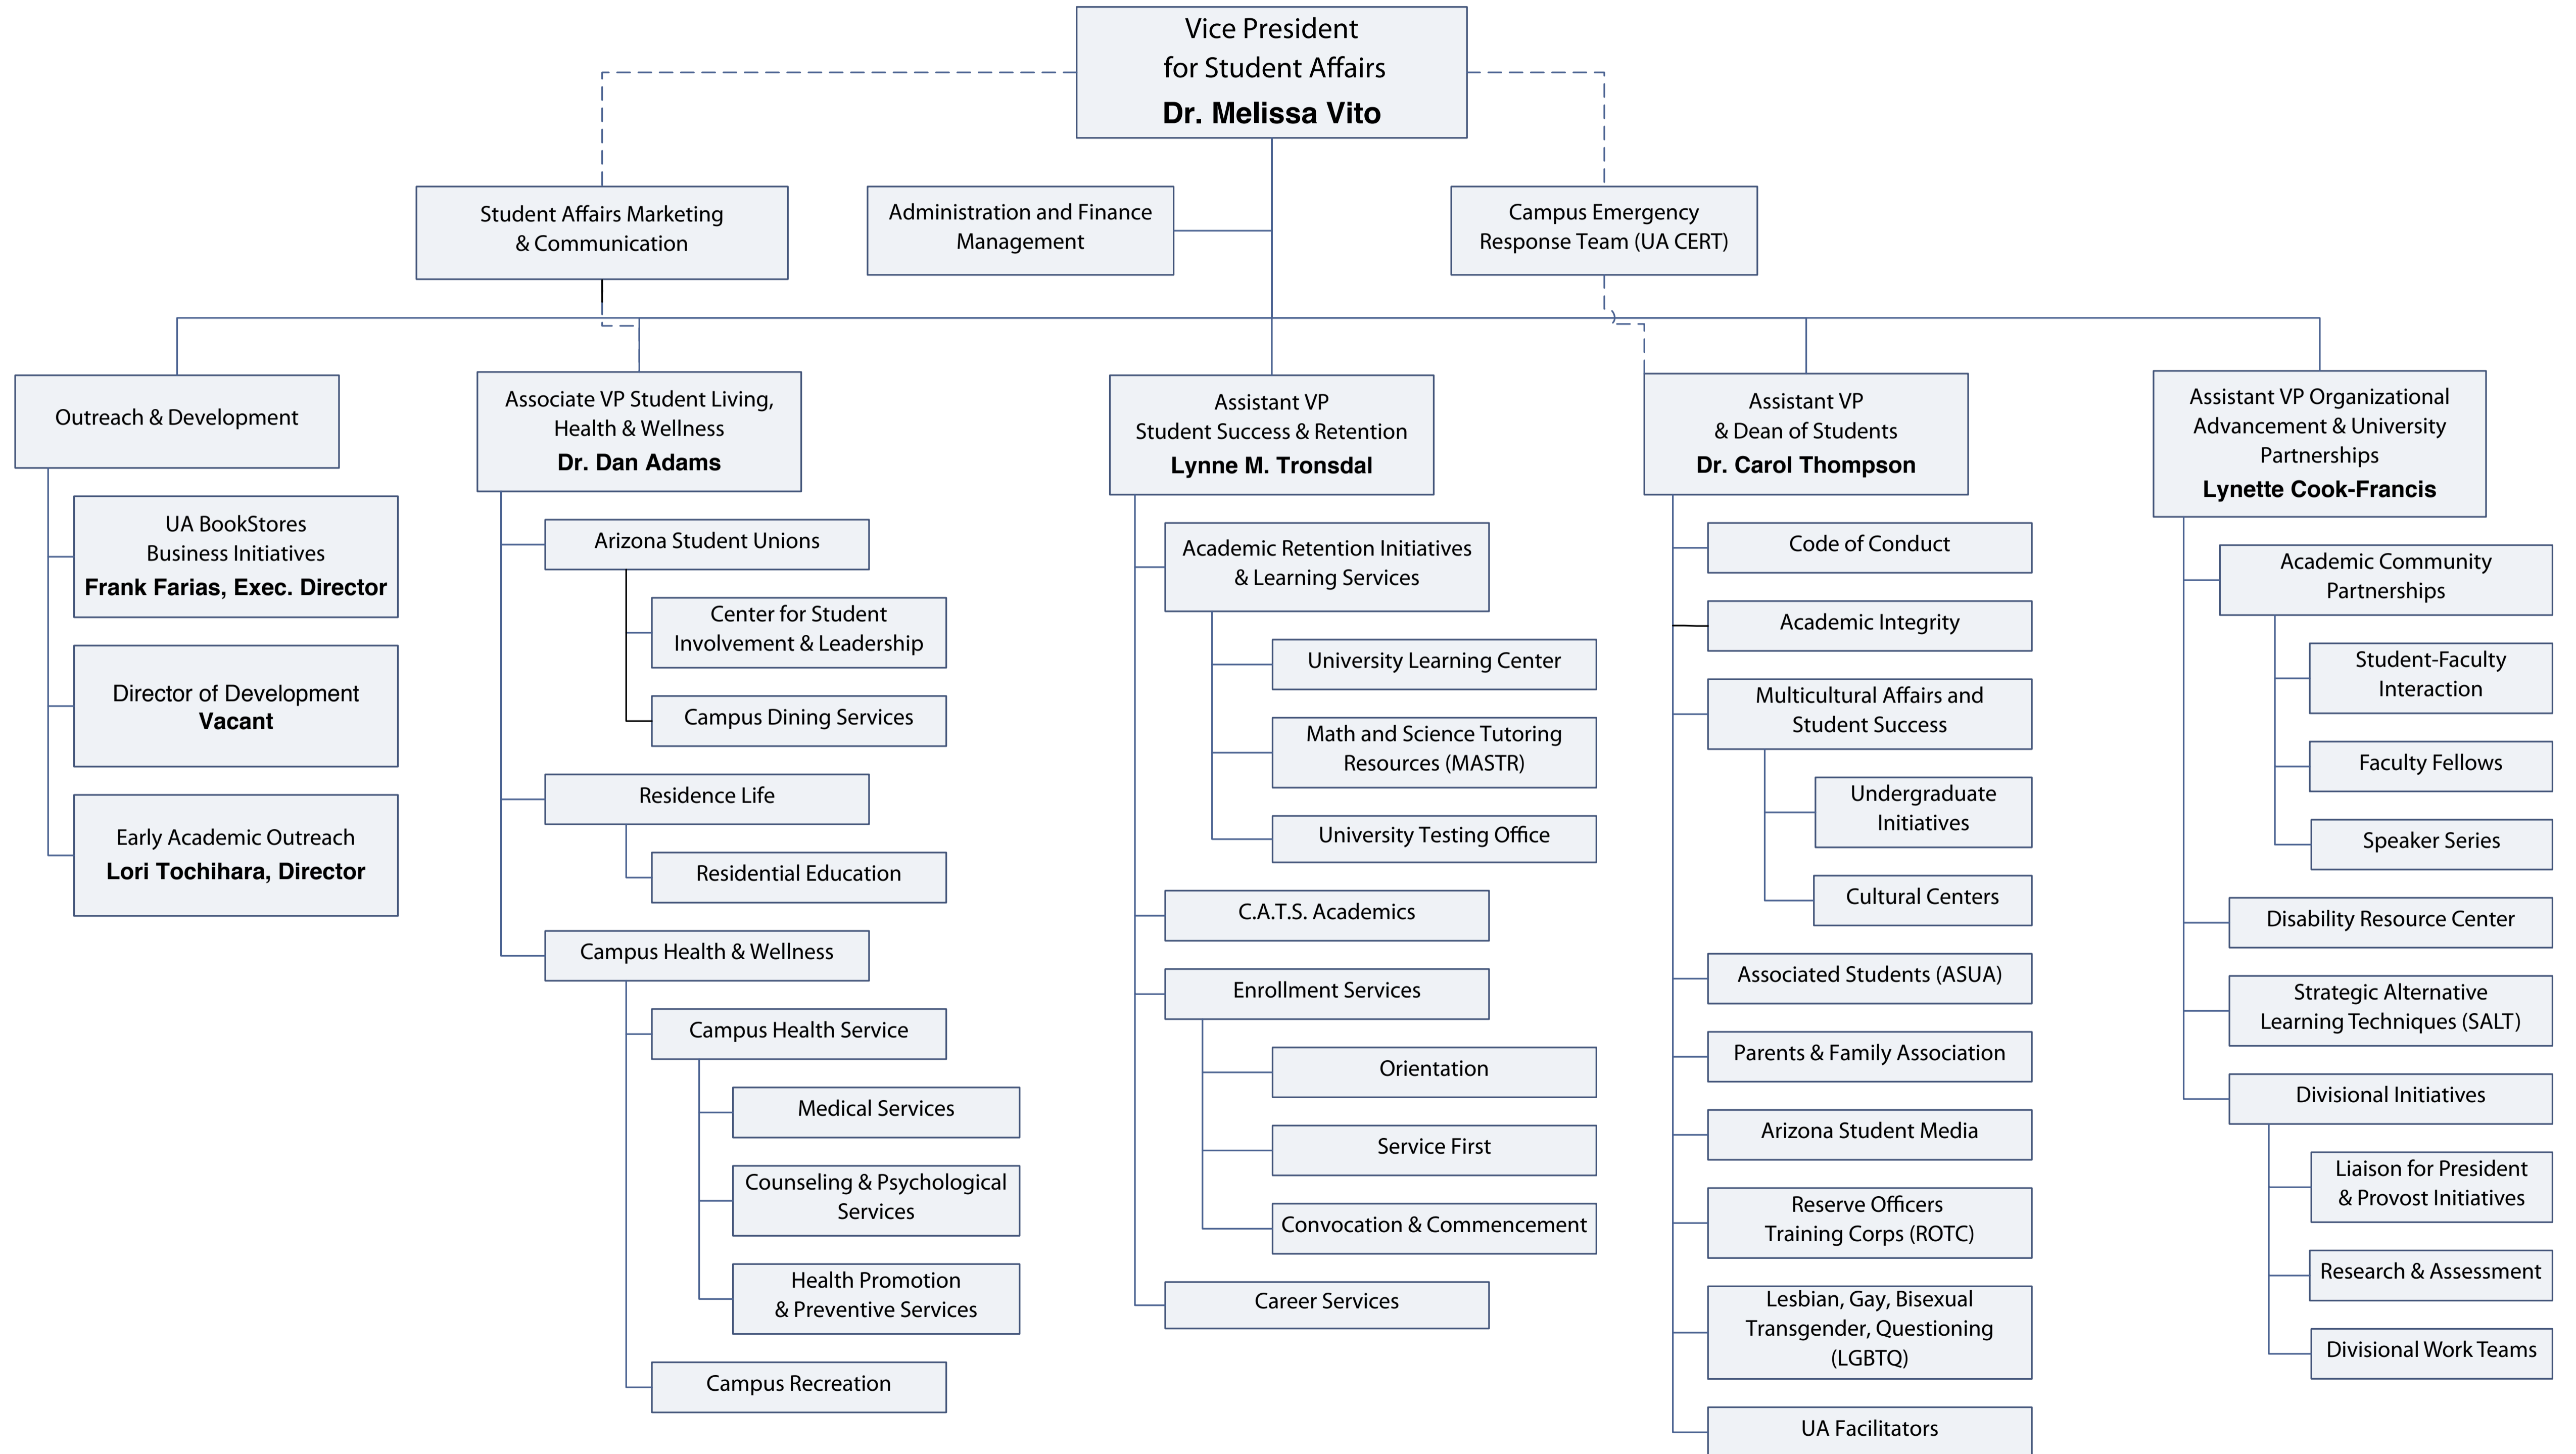 Vice President
for Student Affairs
Dr. Melissa Vito
Student Affairs Marketing
& Communication
Administration and Finance
Management
Campus Emergency
Response Team (UA CERT)
Outreach & Development
UA BookStores
Business Initiatives
Frank Farias, Exec. Director
Director of Development
Vacant
Early Academic Outreach
Lori Tochihara, Director
Associate VP Student Living,
Health & Wellness
Dr. Dan Adams
Arizona Student Unions
Center for Student
Involvement & Leadership
Campus Dining Services
Residence Life
Residential Education
Campus Health & Wellness
Campus Health Service
Medical Services
Counseling & Psychological
Services
Health Promotion
& Preventive Services
Campus Recreation
Assistant VP
Student Success & Retention
Lynne M. Tronsdal
Academic Retention Initiatives
& Learning Services
University Learning Center
Math and Science Tutoring
Resources (MASTR)
University Testing Office
C.A.T.S. Academics
Enrollment Services
Orientation
Service First
Convocation & Commencement
Career Services
Assistant VP
& Dean of Students
Dr. Carol Thompson
Code of Conduct
Academic Integrity
Multicultural Affairs and
Student Success
Undergraduate
Initiatives
Cultural Centers
Associated Students (ASUA)
Parents & Family Association
Arizona Student Media
Reserve Officers
Training Corps (ROTC)
Lesbian, Gay, Bisexual
Transgender, Questioning
(LGBTQ)
UA Facilitators
Assistant VP Organizational
Advancement & University
Partnerships
Lynette Cook-Francis
Academic Community
Partnerships
Student-Faculty
Interaction
Faculty Fellows
Speaker Series
Disability Resource Center
Strategic Alternative
Learning Techniques (SALT)
Divisional Initiatives
Liaison for President
& Provost Initiatives
Research & Assessment
Divisional Work Teams